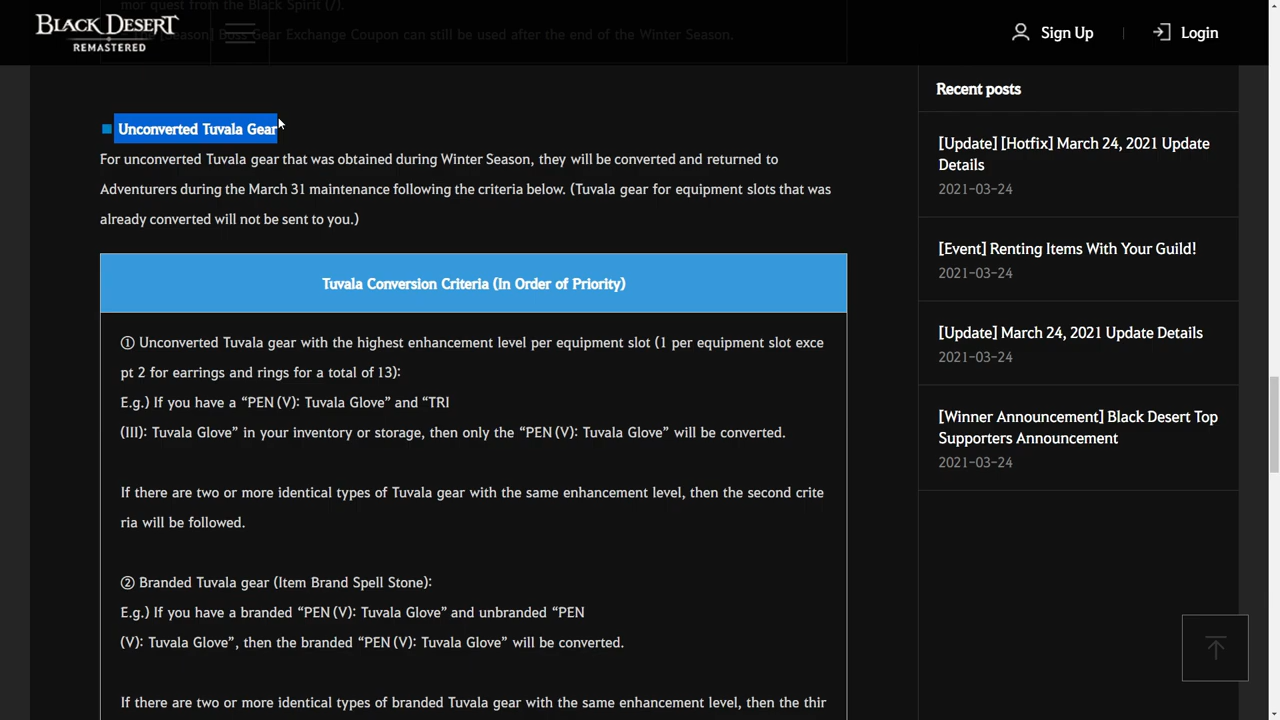 mor quest from the Black Spirit (/).
[Season] Boss Gear Exchange Coupon can still be used after the end of the Winter Season.
BLACK DESERT
REMASTERED
Sign Up
Login
Unconverted Tuvala Gear
For unconverted Tuvala gear that was obtained during Winter Season, they will be converted and returned to
Adventurers during the March 31 maintenance following the criteria below. (Tuvala gear for equipment slots that was
already converted will not be sent to you.)
Tuvala Conversion Criteria (In Order of Priority)
① Unconverted Tuvala gear with the highest enhancement level per equipment slot (1 per equipment slot exce
pt 2 for earrings and rings for a total of 13):
E.g.) If you have a “PEN (V): Tuvala Glove” and “TRI
(III): Tuvala Glove” in your inventory or storage, then only the “PEN (V): Tuvala Glove” will be converted.
If there are two or more identical types of Tuvala gear with the same enhancement level, then the second crite
ria will be followed.
② Branded Tuvala gear (Item Brand Spell Stone):
E.g.) If you have a branded “PEN (V): Tuvala Glove” and unbranded “PEN
(V): Tuvala Glove”, then the branded “PEN (V): Tuvala Glove” will be converted.
If there are two or more identical types of branded Tuvala gear with the same enhancement level, then the thir
Recent posts
[Update] [Hotfix] March 24, 2021 Update
Details
2021-03-24
[Event] Renting Items With Your Guild!
2021-03-24
[Update] March 24, 2021 Update Details
2021-03-24
[Winner Announcement] Black Desert Top
Supporters Announcement
2021-03-24